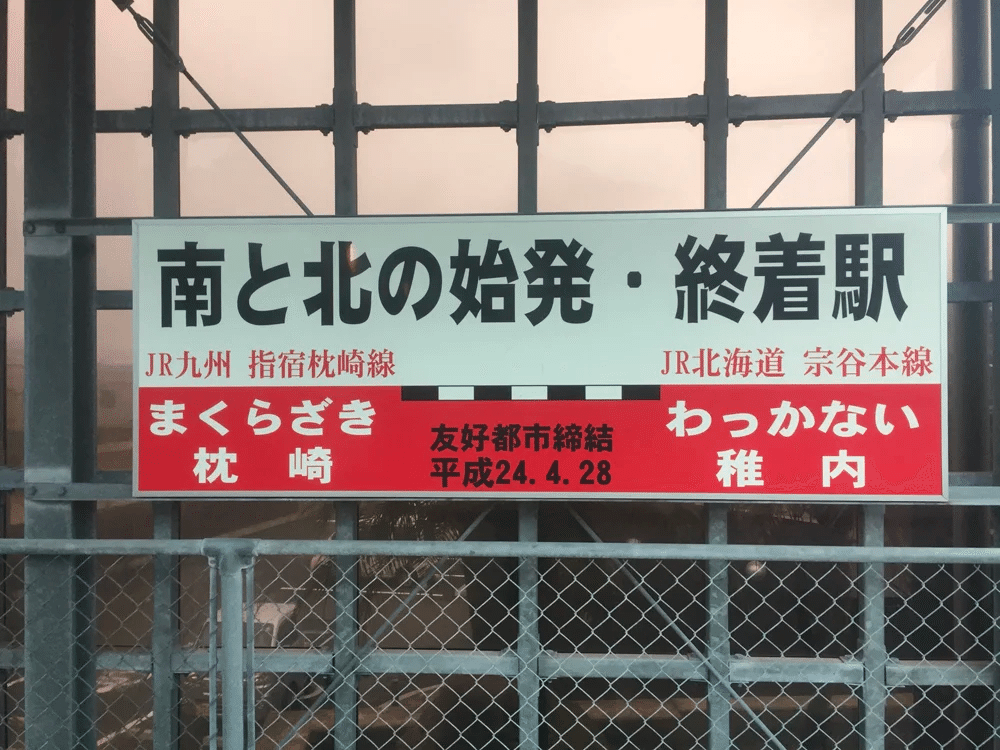 南と北の始発・終着駅
JR九州 指宿枕崎線
JR北海道 宗谷本線
まくらざき
枕 崎
友好都市締結
平成24.4.28
わっかない
稚 内